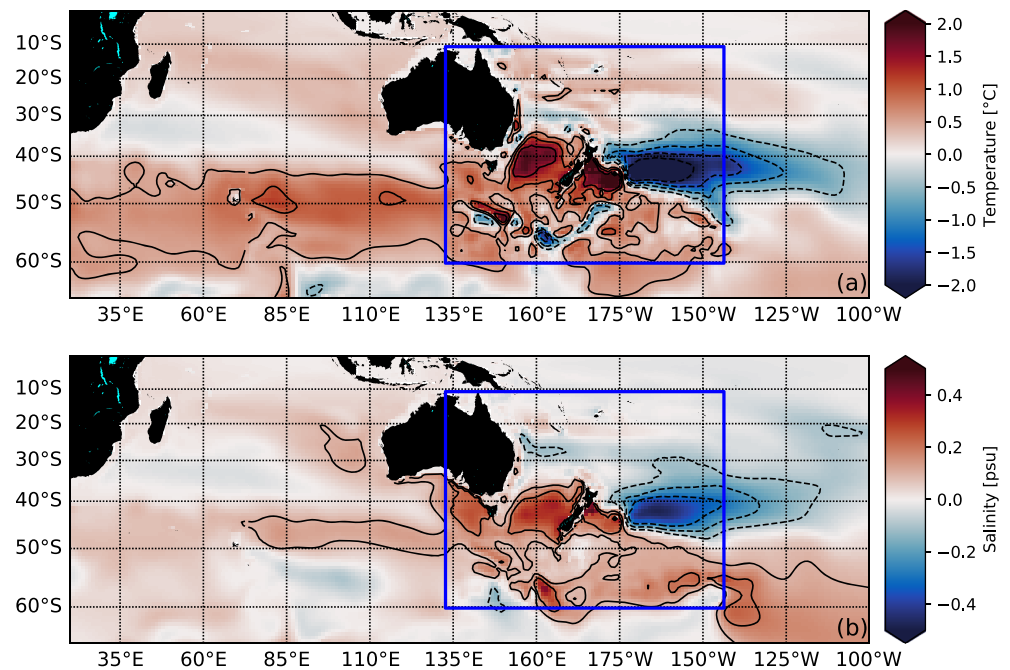 10°S
20°S
30°S
40°S
50°S
60°S
35°E 60°E 85°E 110°E 135°E 160°E 175°W 150°W 125°W 100°W
(a)
2.0
1.5
1.0
0.5
0.0
−0.5
−1.0
−1.5
−2.0
Temperature [°C]
10°S
20°S
30°S
40°S
50°S
60°S
35°E 60°E 85°E 110°E 135°E 160°E 175°W 150°W 125°W 100°W
(b)
0.4
0.2
0.0
−0.2
−0.4
Salinity [psu]